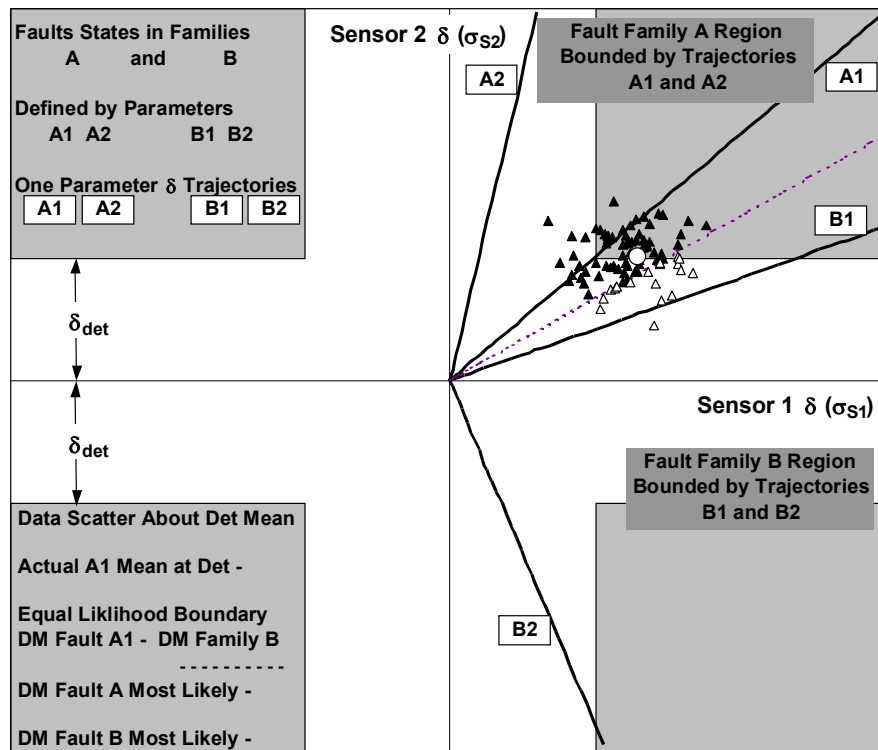 Faults States in Families
A and B
Defined by Parameters
A1 A2 B1 B2
One Parameter δ Trajectories
A1 A2 B1 B2
Sensor 2 δ (σS2)
Fault Family A Region
Bounded by Trajectories
A1 and A2
A2
A1
B1
δdet
δdet
Sensor 1 δ (σS1)
Fault Family B Region
Bounded by Trajectories
B1 and B2
B2
Data Scatter About Det Mean
Actual A1 Mean at Det -
Equal Liklihood Boundary
DM Fault A1 - DM Family B
- - - - - - - - - -
DM Fault A Most Likely -
DM Fault B Most Likely -